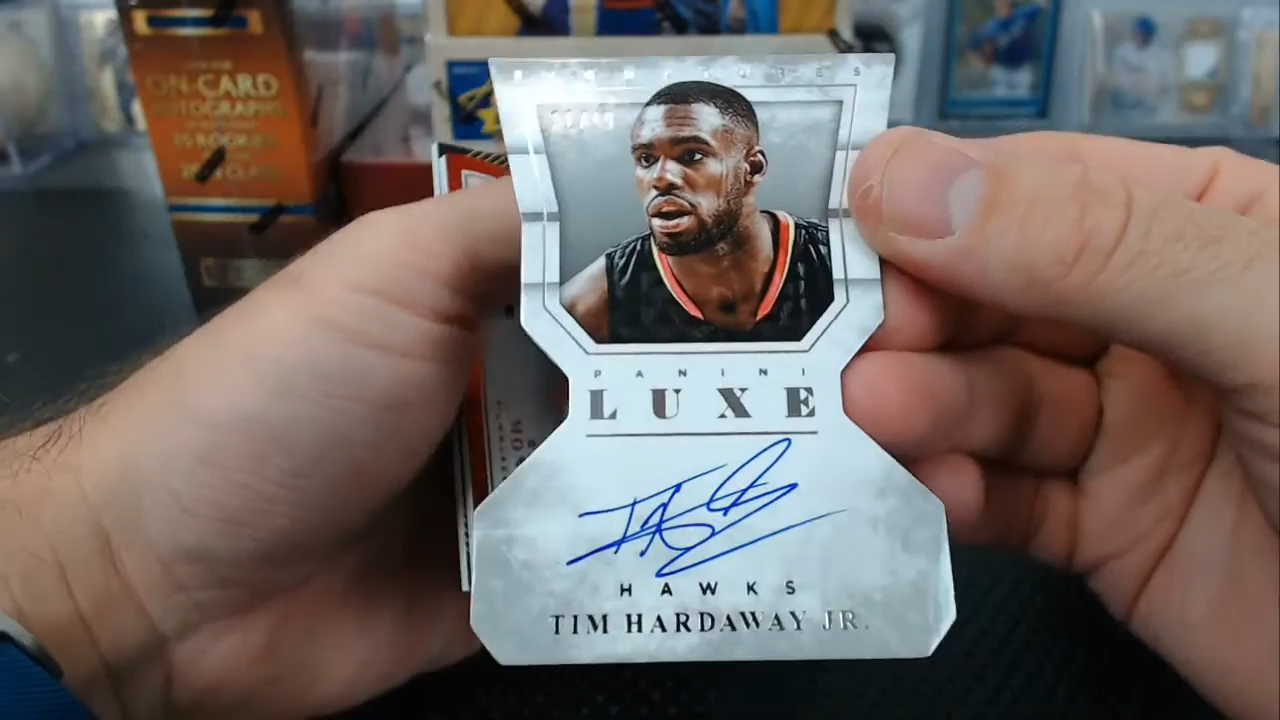 ON-CARD
AUTOGRAPHS
PANINI
LUXE
HAWKS
TIM HARDAWAY JR.